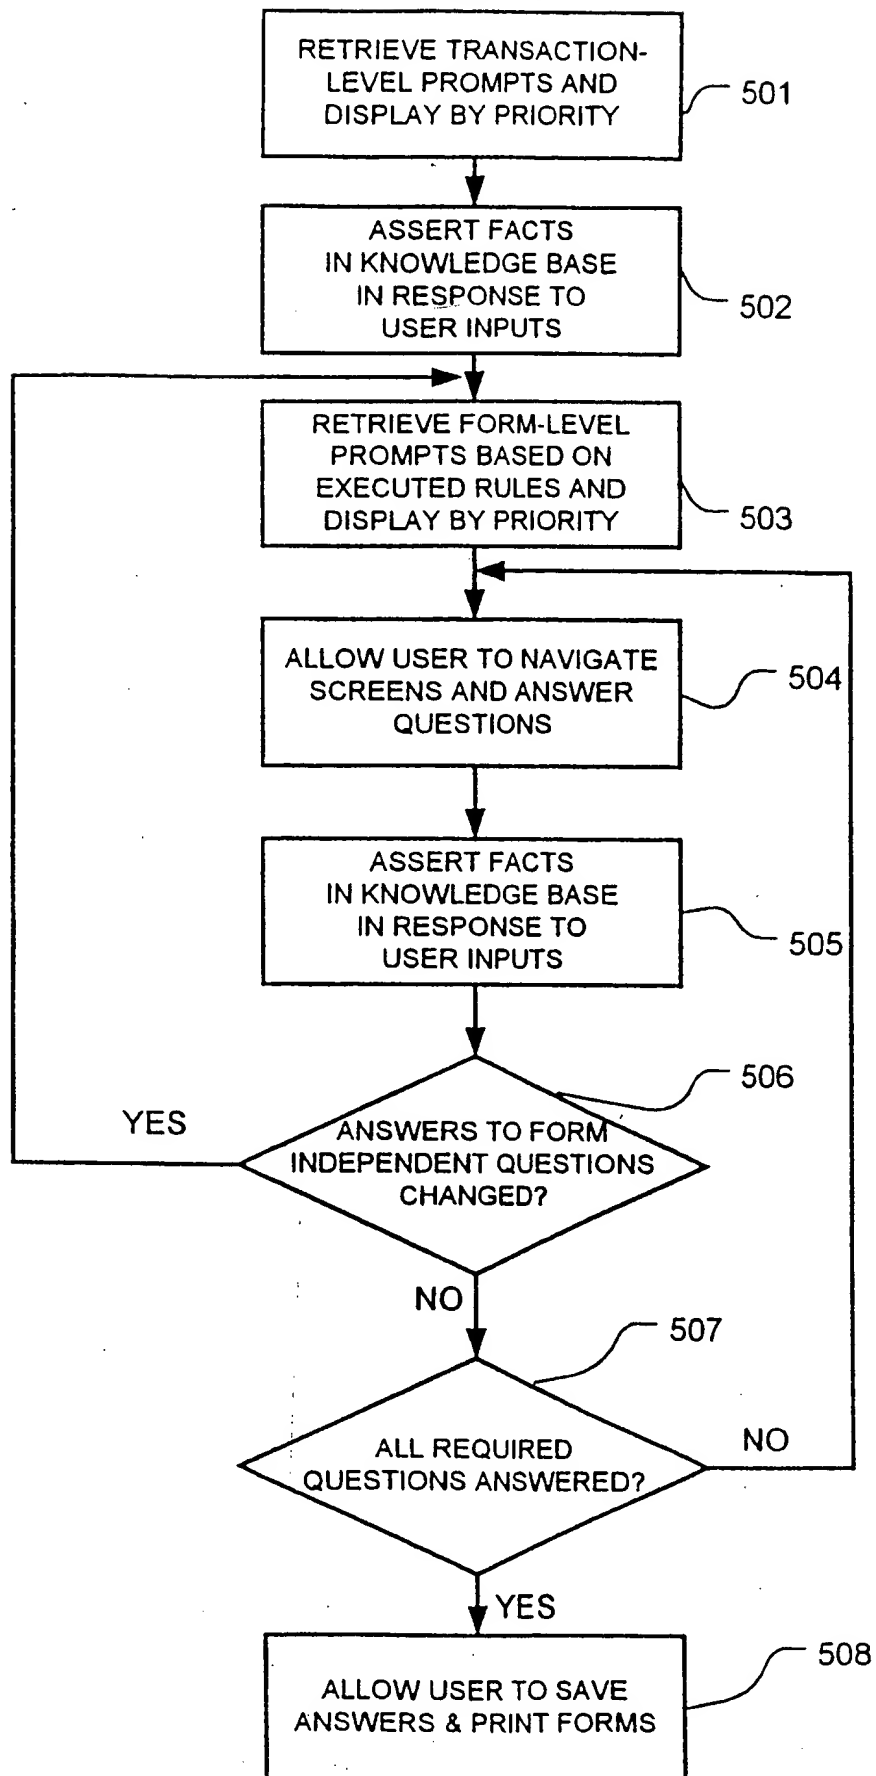 RETRIEVE TRANSACTION-
LEVEL PROMPTS AND
DISPLAY BY PRIORITY
501
ASSERT FACTS
IN KNOWLEDGE BASE
IN RESPONSE TO
USER INPUTS
502
RETRIEVE FORM-LEVEL
PROMPTS BASED ON
EXECUTED RULES AND
DISPLAY BY PRIORITY
503
ALLOW USER TO NAVIGATE
SCREENS AND ANSWER
QUESTIONS
504
ASSERT FACTS
IN KNOWLEDGE BASE
IN RESPONSE TO
USER INPUTS
505
506
YES
ANSWERS TO FORM
INDEPENDENT QUESTIONS
CHANGED?
NO
507
ALL REQUIRED
QUESTIONS ANSWERED?
NO
YES
508
ALLOW USER TO SAVE
ANSWERS & PRINT FORMS